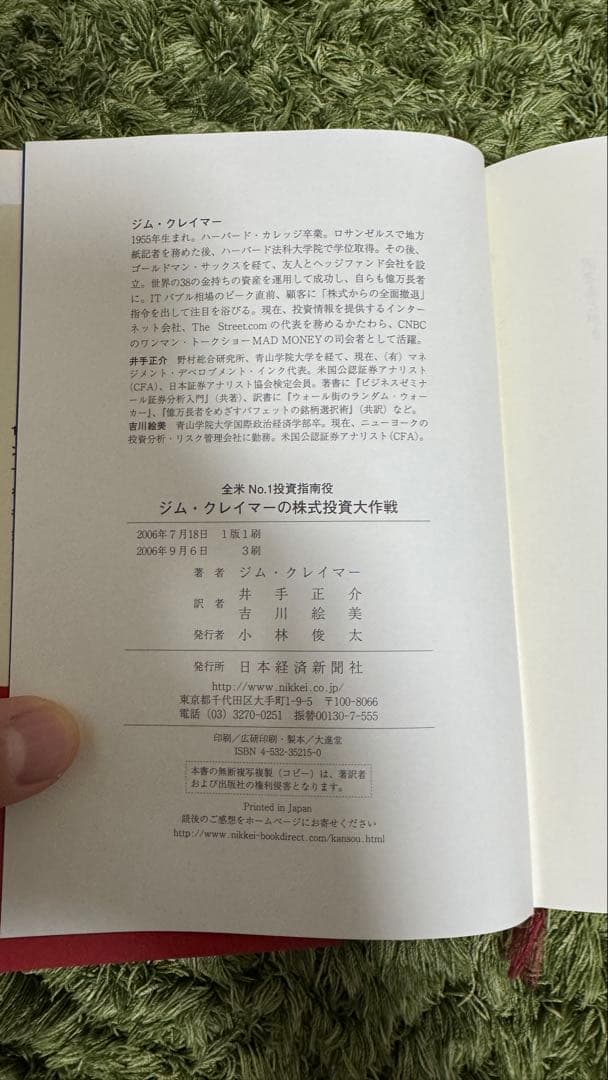 ジム・クレイマー
1955年生まれ。ハーバード・カレッジ卒業。ロサンゼルスで地方
紙記者を務めた後、ハーバード法科大学院で学位取得。その後、
ゴールドマン・サックスを経て、友人とヘッジファンド会社を設
立。世界の38の金持ちの資産を運用して成功し、自らも億万長者
に。ITバブル相場のピーク直前、顧客に「株式からの全面撤退」
指令を出して注目を浴びる。現在、投資情報を提供するインター
ネット会社、The Street.comの代表を務めるかたわら、CNBC
のワンマン・トークショーMAD MONEYの司会者として活躍。
井手正介 野村総合研究所、青山学院大学を経て、現在、(有)マネ
ジメント・デベロプメント・インク代表。米国公認証券アナリスト
(CFA)、日本証券アナリスト協会検定会員。著書に『ビジネスゼミナ
ール証券分析入門』(共著)、訳書に『ウォール街のランダム・ウォー
カー』、『億万長者をめざすバフェットの銘柄選択術』(共訳)など。
吉川絵美 青山学院大学国際政治経済学部卒。現在、ニューヨークの
投資分析・リスク管理会社に勤務。米国公認証券アナリスト(CFA)。
全米No.1投資指南役
ジム・クレイマーの株式投資大作戦
2006年7月18日 1版1刷
2006年9月6日 3刷
著者 ジム・クレイマー
訳者 井手正介
吉川絵美
発行者 小林俊太
発行所 日本経済新聞社
http://www.nikkei.co.jp/
東京都千代田区大手町1-9-5 〒100-8066
電話(03)3270-0251 振替00130-7-555
印刷/広研印刷・製本/大進堂
ISBN 4-532-35215-0
本書の無断複写複製(コピー)は、著訳者
および出版社の権利侵害となります。
Printed in Japan
読後のご感想をホームページにお寄せください
http://www.nikkei-bookdirect.com/kansou.html